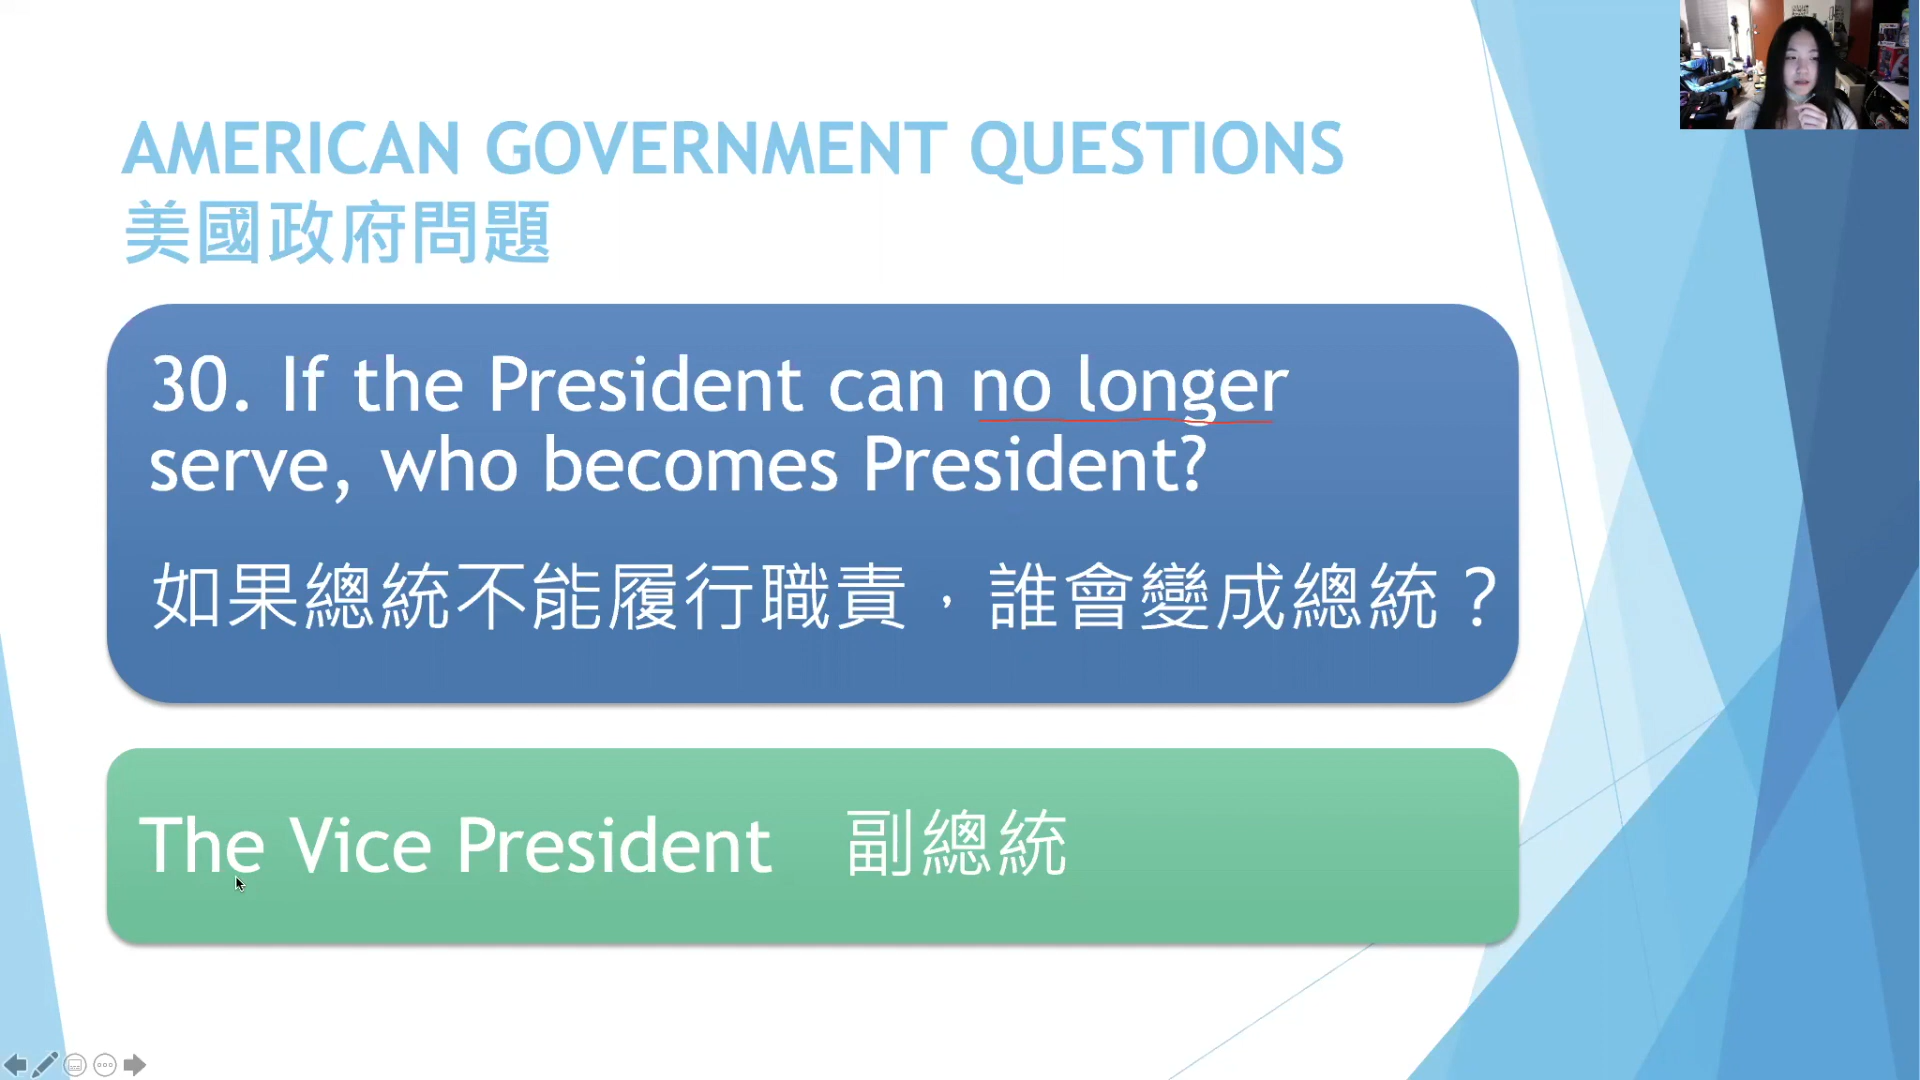 AMERICAN GOVERNMENT QUESTIONS
美國政府問題
30. If the President can no longer
serve, who becomes President?
如果總統不能履行職責，誰會變成總統？
The Vice President 副總統